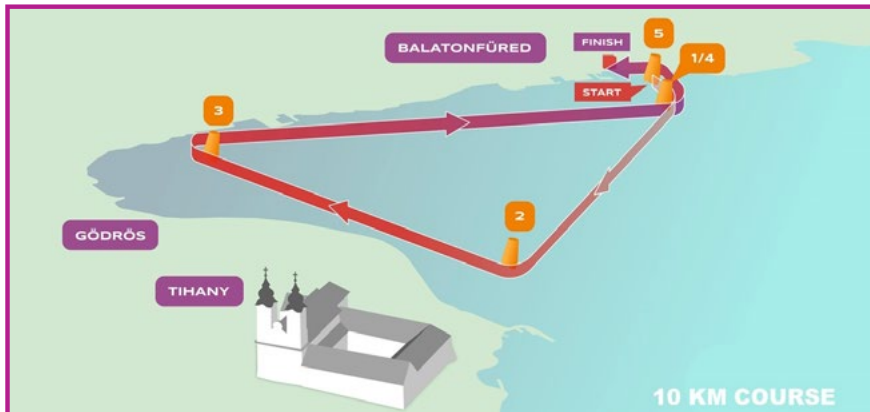 BALATONFÜRED
FINISH
5
1/4
START
3
2
GÖDRÖS
TIHANY
10 KM COURSE